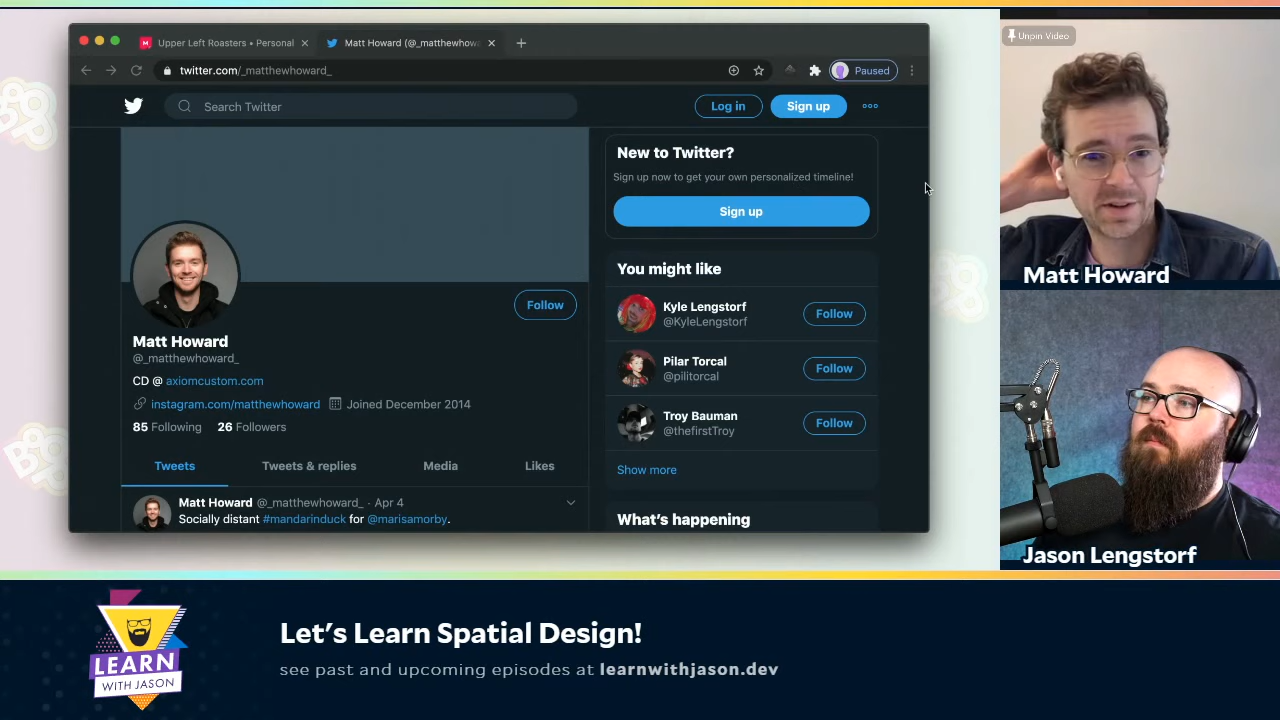 Upper Left Roasters • Personal
Matt Howard (@_matthewhow
twitter.com/_matthewhoward_
Paused
Search Twitter
Log in
Sign up
New to Twitter?
Sign up now to get your own personalized timeline!
Sign up
You might like
Kyle Lengstorf
@KyleLengstorf
Follow
Pilar Torcal
@pilitorcal
Follow
Troy Bauman
@thefirstTroy
Follow
Show more
What's happening
Follow
Matt Howard
@_matthewhoward_
CD @ axiomcustom.com
instagram.com/matthewhoward Joined December 2014
85 Following 26 Followers
Tweets Tweets & replies Media Likes
Matt Howard @_matthewhoward_ · Apr 4
Socially distant #mandarinduck for @marisamorby.
Unpin Video
Matt Howard
Jason Lengstorf
LEARN
WITH JASON
Let's Learn Spatial Design!
see past and upcoming episodes at learnwithjason.dev